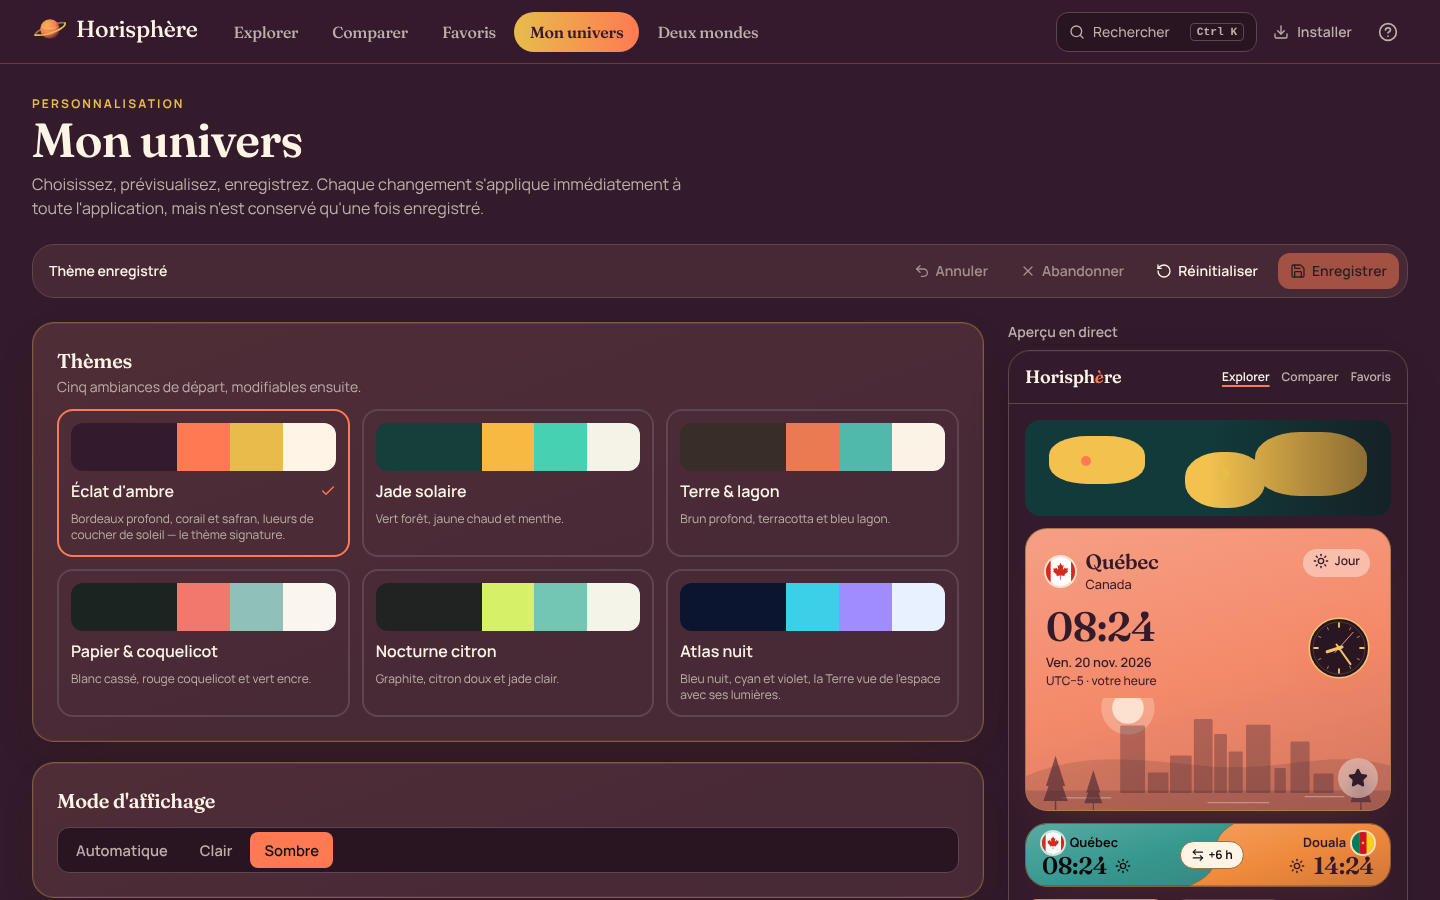 Horisphère
Explorer
Comparer
Favoris
Mon univers
Deux mondes
Rechercher
Ctrl K
Installer
PERSONNALISATION
Mon univers
Choisissez, prévisualisez, enregistrez. Chaque changement s'applique immédiatement à
toute l'application, mais n'est conservé qu'une fois enregistré.
Thème enregistré
Annuler
Abandonner
Réinitialiser
Enregistrer
Thèmes
Cinq ambiances de départ, modifiables ensuite.
Éclat d'ambre
Bordeaux profond, corail et safran, lueurs de
coucher de soleil — le thème signature.
Jade solaire
Vert forêt, jaune chaud et menthe.
Terre & lagon
Brun profond, terracotta et bleu lagon.
Papier & coquelicot
Blanc cassé, rouge coquelicot et vert encre.
Nocturne citron
Graphite, citron doux et jade clair.
Atlas nuit
Bleu nuit, cyan et violet, la Terre vue de l'espace
avec ses lumières.
Mode d'affichage
Automatique
Clair
Sombre
Aperçu en direct
Horisphère
Explorer
Comparer
Favoris
Québec
Canada
Jour
08:24
Ven. 20 nov. 2026
UTC−5 · votre heure
Québec
08:24
+6 h
Douala
14:24